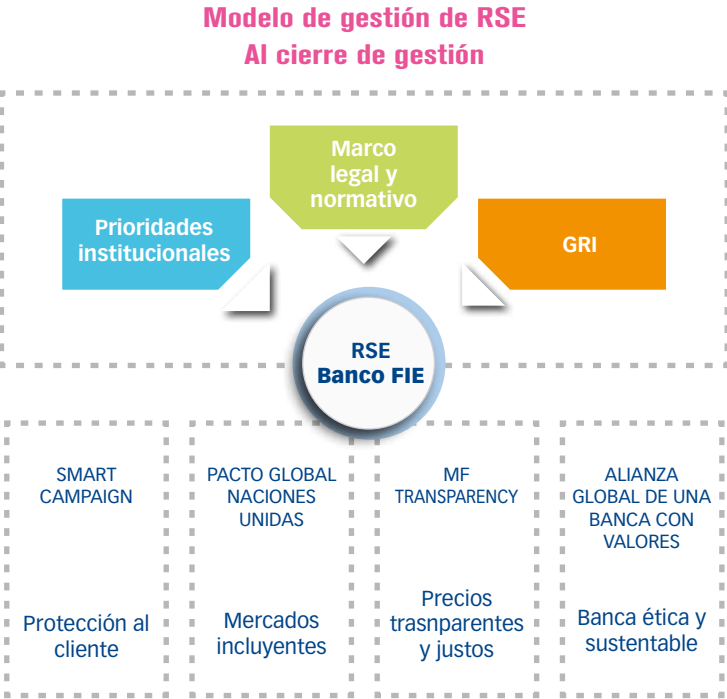 Modelo de gestión de RSE
Al cierre de gestión
Marco
legal y
normativo
Prioridades
institucionales
GRI
RSE
Banco FIE
SMART
CAMPAIGN
Protección al
cliente
PACTO GLOBAL
NACIONES
UNIDAS
Mercados
incluyentes
MF
TRANSPARENCY
Precios
trasnparentes
y justos
ALIANZA
GLOBAL DE UNA
BANCA CON
VALORES
Banca ética y
sustentable